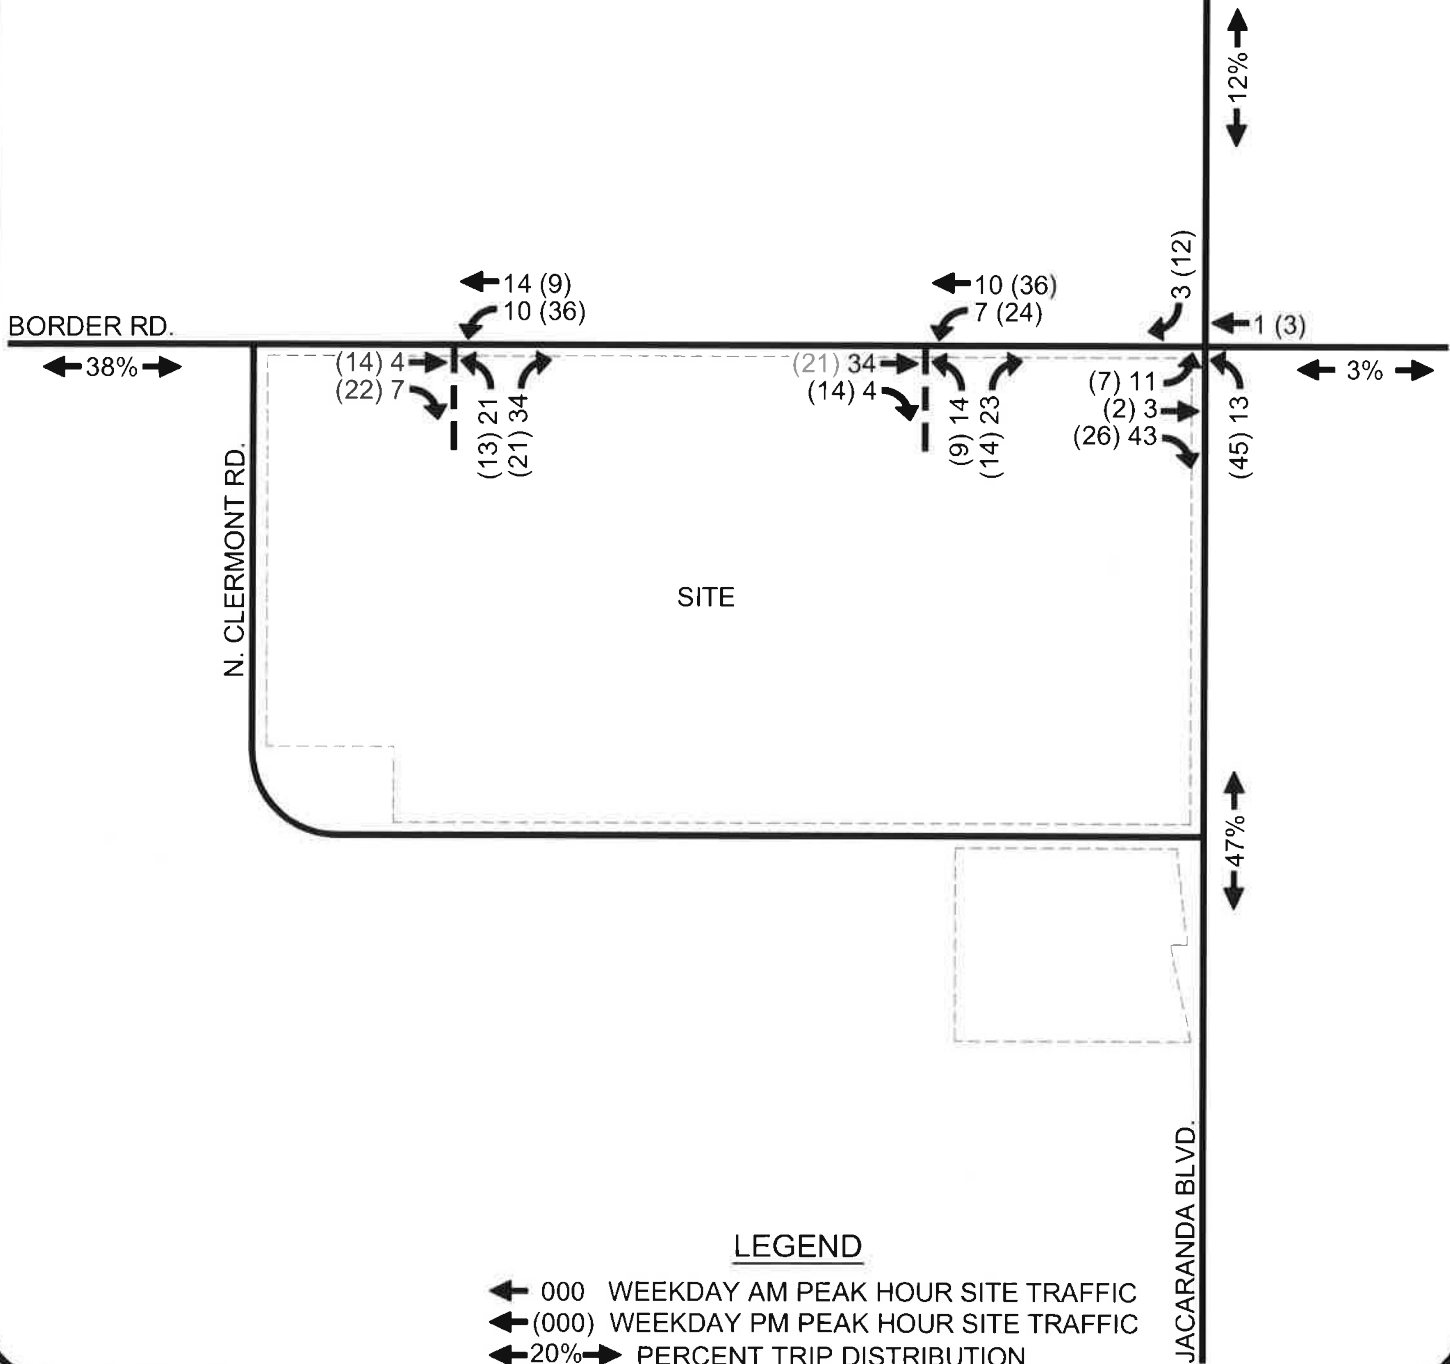 12%
3 (12)
14 (9)
10 (36)
10 (36)
7 (24)
BORDER RD.
1 (3)
38%
(14) 4
(22) 7
(13) 21
(21) 34
(21) 34
(14) 4
(9) 14
(14) 23
(7) 11
(2) 3
(26) 43
(45) 13
3%
N. CLERMONT RD.
SITE
47%
JACARANDA BLVD.
LEGEND
000 WEEKDAY AM PEAK HOUR SITE TRAFFIC
(000) WEEKDAY PM PEAK HOUR SITE TRAFFIC
20% PERCENT TRIP DISTRIBUTION